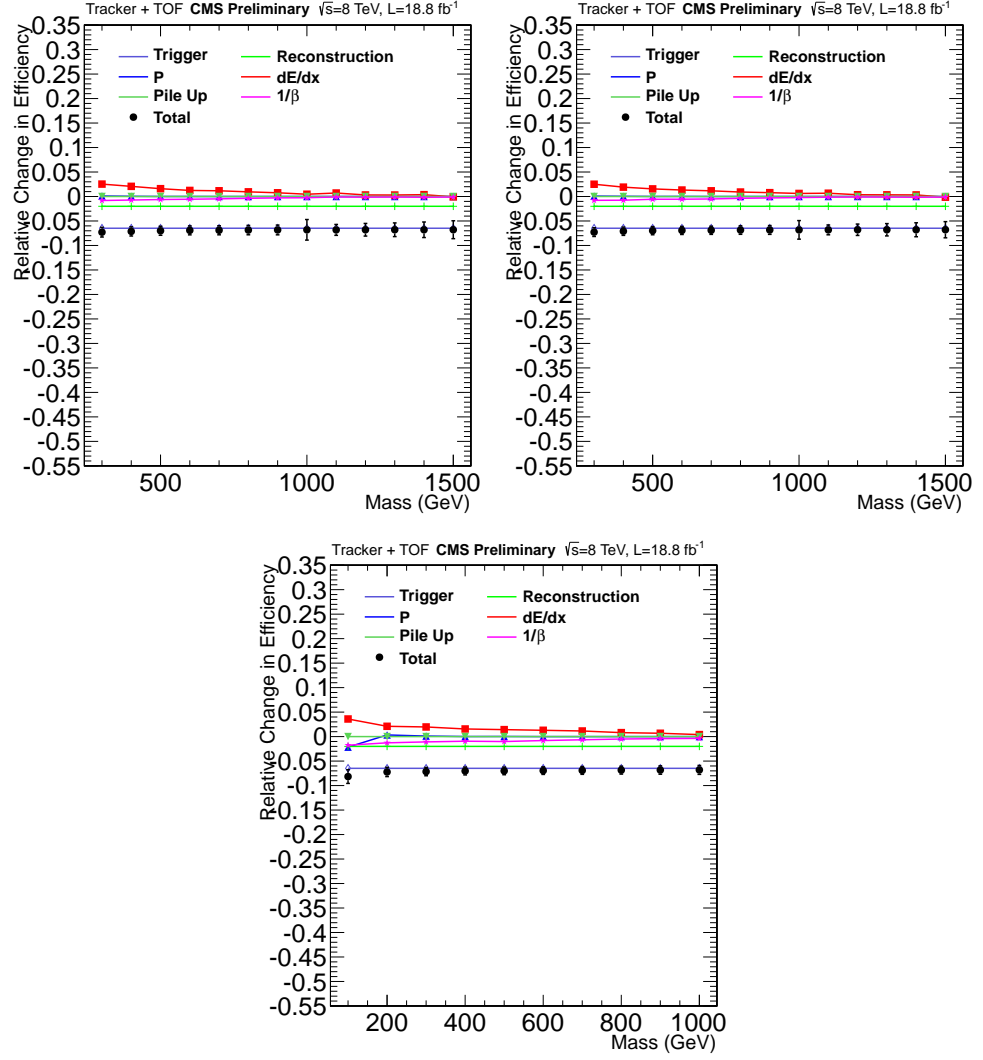 Tracker + TOF CMS Preliminary √s=8 TeV, L=18.8 fb⁻¹
Relative Change in Efficiency
0.35
0.3
0.25
0.2
0.15
0.1
0.05
0
-0.05
-0.1
-0.15
-0.2
-0.25
-0.3
-0.35
-0.4
-0.45
-0.5
-0.55
Trigger Reconstruction
P dE/dx
Pile Up 1/β
Total
500 1000 1500
Mass (GeV)
Tracker + TOF CMS Preliminary √s=8 TeV, L=18.8 fb⁻¹
Relative Change in Efficiency
0.35
0.3
0.25
0.2
0.15
0.1
0.05
0
-0.05
-0.1
-0.15
-0.2
-0.25
-0.3
-0.35
-0.4
-0.45
-0.5
-0.55
Trigger Reconstruction
P dE/dx
Pile Up 1/β
Total
500 1000 1500
Mass (GeV)
Tracker + TOF CMS Preliminary √s=8 TeV, L=18.8 fb⁻¹
Relative Change in Efficiency
0.35
0.3
0.25
0.2
0.15
0.1
0.05
0
-0.05
-0.1
-0.15
-0.2
-0.25
-0.3
-0.35
-0.4
-0.45
-0.5
-0.55
Trigger Reconstruction
P dE/dx
Pile Up 1/β
Total
200 400 600 800 1000
Mass (GeV)